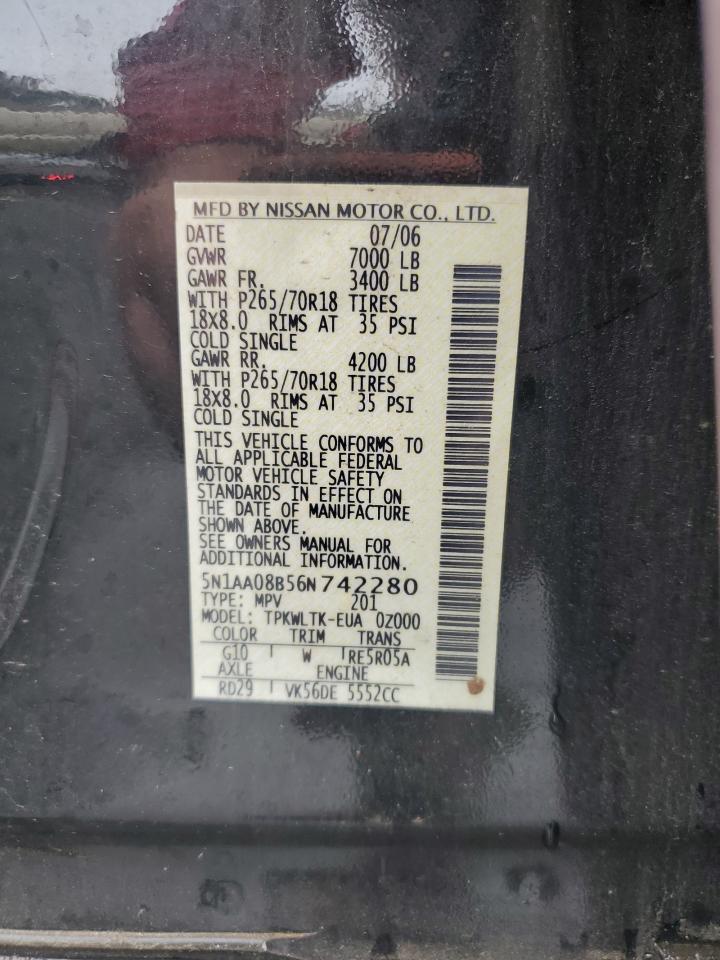 MFD BY NISSAN MOTOR CO., LTD.
DATE 07/06
GVWR 7000 LB
GAWR FR. 3400 LB
WITH P265/70R18 TIRES
18X8.0 RIMS AT 35 PSI
COLD SINGLE
GAWR RR. 4200 LB
WITH P265/70R18 TIRES
18X8.0 RIMS AT 35 PSI
COLD SINGLE
THIS VEHICLE CONFORMS TO
ALL APPLICABLE FEDERAL
MOTOR VEHICLE SAFETY
STANDARDS IN EFFECT ON
THE DATE OF MANUFACTURE
SHOWN ABOVE.
SEE OWNERS MANUAL FOR
ADDITIONAL INFORMATION.
5N1AA08B56N742280
TYPE: MPV 201
MODEL: TPKWLTK-EUA 0Z000
COLOR TRIM TRANS
G10 W RE5R05A
AXLE ENGINE
RD29 VK56DE 5552CC